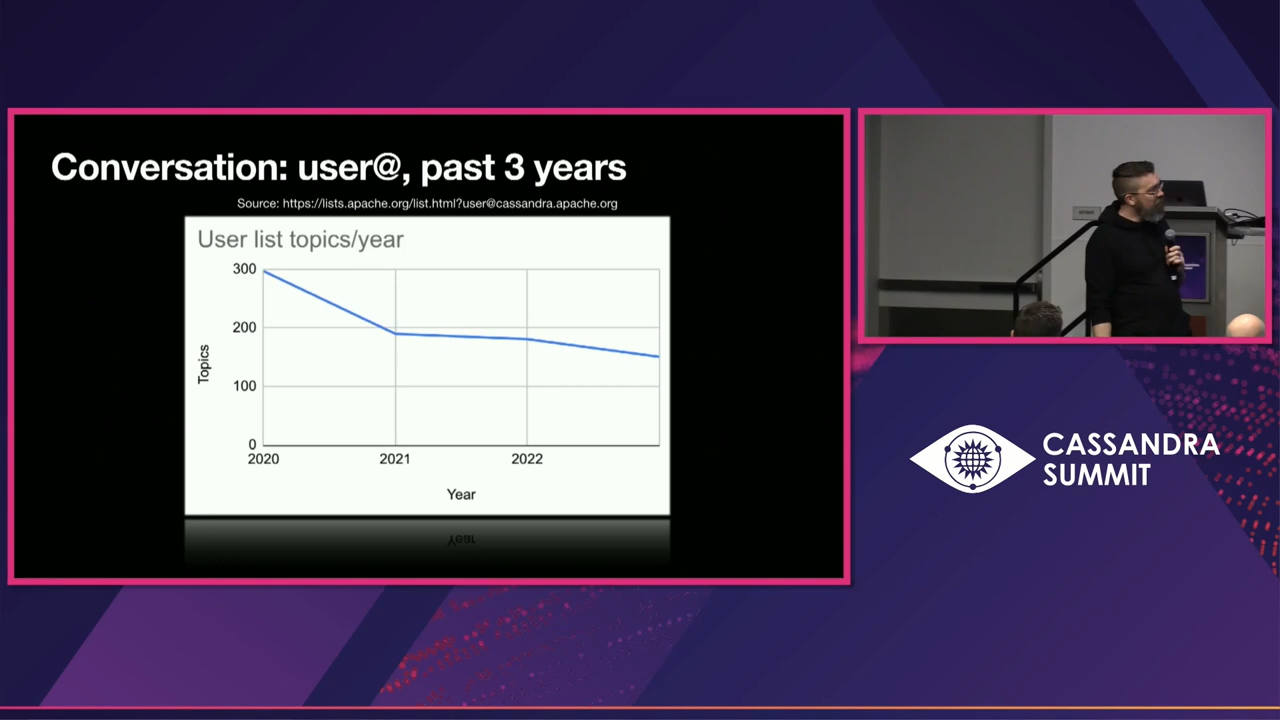 Conversation: user@, past 3 years
Source: https://lists.apache.org/list.html?user@cassandra.apache.org
User list topics/year
300
200
100
0
Topics
2020
2021
2022
Year
CASSANDRA
SUMMIT